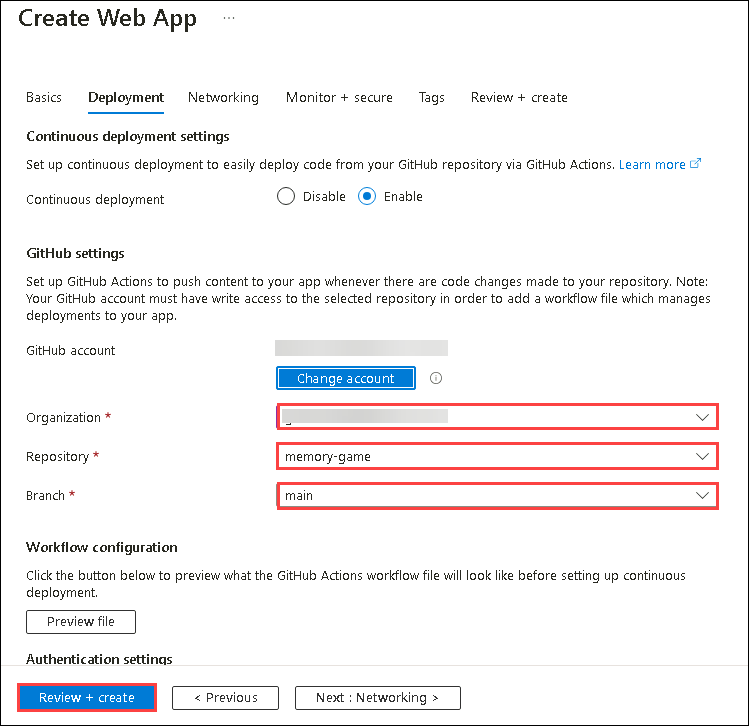 Create Web App ...
Basics Deployment Networking Monitor + secure Tags Review + create
Continuous deployment settings
Set up continuous deployment to easily deploy code from your GitHub repository via GitHub Actions. Learn more
Continuous deployment Disable Enable
GitHub settings
Set up GitHub Actions to push content to your app whenever there are code changes made to your repository. Note:
Your GitHub account must have write access to the selected repository in order to add a workflow file which manages
deployments to your app.
GitHub account
Change account
Organization *
Repository * memory-game
Branch * main
Workflow configuration
Click the button below to preview what the GitHub Actions workflow file will look like before setting up continuous
deployment.
Preview file
Authentication settings
Review + create < Previous Next : Networking >